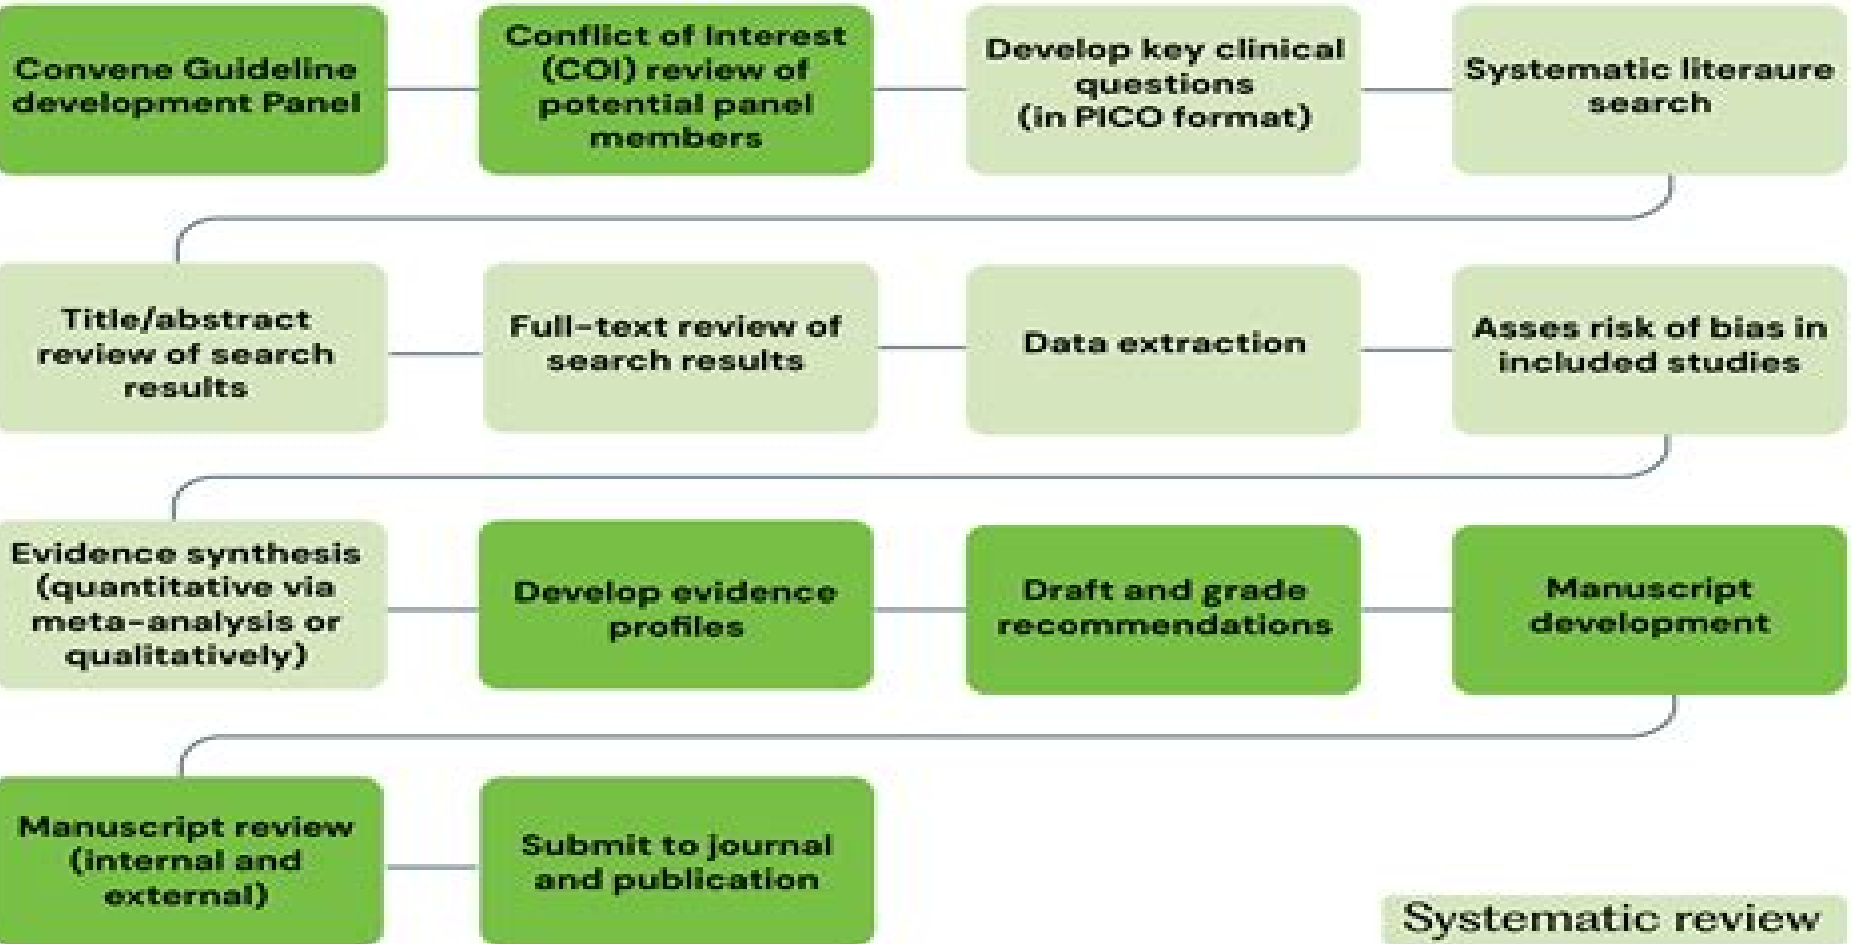 Convene Guideline
development Panel
Conflict of Interest
(COI) review of
potential panel
members
Develop key clinical
questions
(in PICO format)
Systematic literaure
search
Title/abstract
review of search
results
Full-text review of
search results
Data extraction
Asses risk of bias in
included studies
Evidence synthesis
(quantitative via
meta-analysis or
qualitatively)
Develop evidence
profiles
Draft and grade
recommendations
Manuscript
development
Manuscript review
(internal and
external)
Submit to journal
and publication
Systematic review